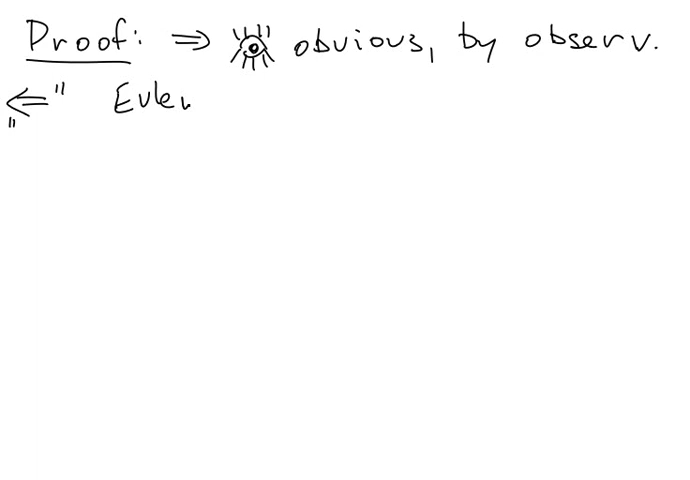 Proof: ⇒ obvious, by observ.
"⇐" Euler